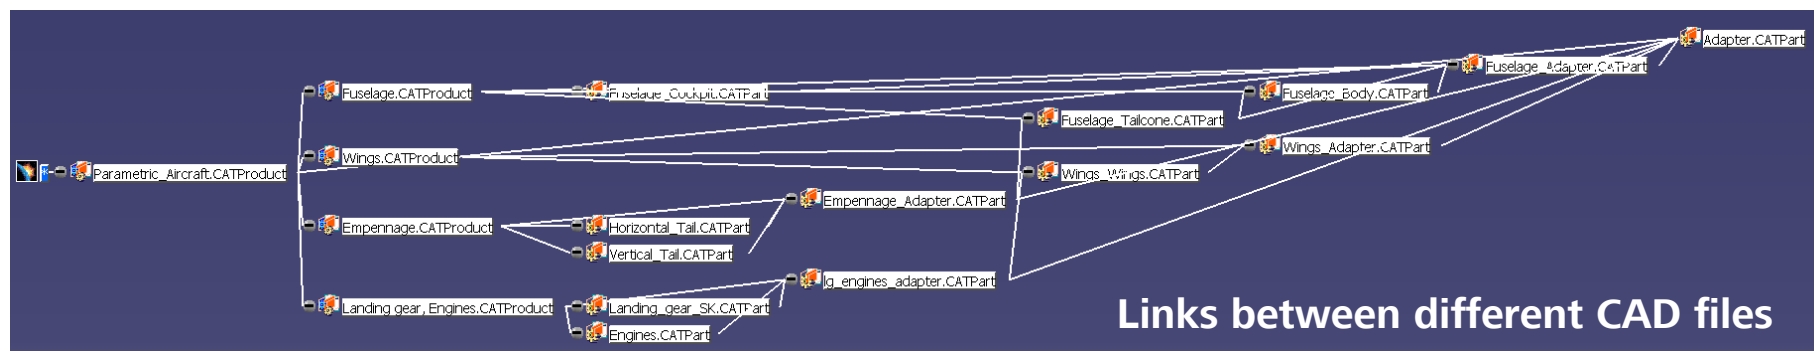 Adapter.CATPart
Fuselage_Adapter.CATPart
Fuselage.CATProduct
Fuselage_Cockpit.CATPart
Fuselage_Body.CATPart
Fuselage_Tailcone.CATPart
Wings.CATProduct
Wings_Adapter.CATPart
Parametric_Aircraft.CATProduct
Wings_Wings.CATPart
Empennage_Adapter.CATPart
Empennage.CATProduct
Horizontal_Tail.CATPart
Vertical_Tail.CATPart
lg_engines_adapter.CATPart
Landing gear, Engines.CATProduct
Landing_gear_SK.CATPart
Engines.CATPart
Links between different CAD files